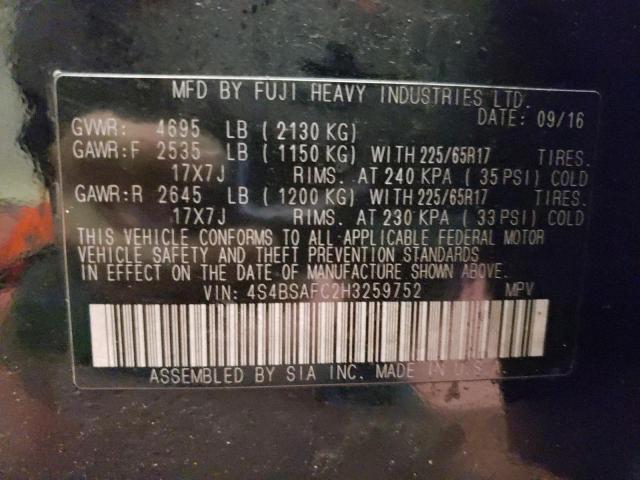 MFD BY FUJI HEAVY INDUSTRIES LTD.
DATE: 09/16
GVWR: 4695 LB ( 2130 KG)
GAWR:F 2535 LB ( 1150 KG) WITH 225/65R17 TIRES.
17X7J RIMS. AT 240 KPA ( 35 PSI) COLD
GAWR:R 2645 LB ( 1200 KG) WITH 225/65R17 TIRES.
17X7J RIMS. AT 230 KPA ( 33 PSI) COLD
THIS VEHICLE CONFORMS TO ALL APPLICABLE FEDERAL MOTOR
VEHICLE SAFETY AND THEFT PREVENTION STANDARDS
IN EFFECT ON THE DATE OF MANUFACTURE SHOWN ABOVE.
VIN: 4S4BSAFC2H3259752 MPV
ASSEMBLED BY SIA INC. MADE IN U.S.A.